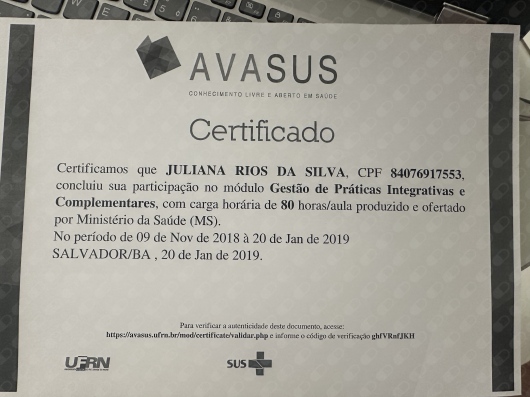 AVASUS
CONHECIMENTO LIVRE E ABERTO EM SAÚDE
Certificado
Certificamos que JULIANA RIOS DA SILVA, CPF 84076917553,
concluiu sua participação no módulo Gestão de Práticas Integrativas e
Complementares, com carga horária de 80 horas/aula produzido e ofertado
por Ministério da Saúde (MS).
No período de 09 de Nov de 2018 à 20 de Jan de 2019
SALVADOR/BA , 20 de Jan de 2019.
Para verificar a autenticidade deste documento, acesse:
https://avasus.ufrn.br/mod/certificate/validar.php e informe o código de verificação ghfVRnfJKH
UFRN
SUS